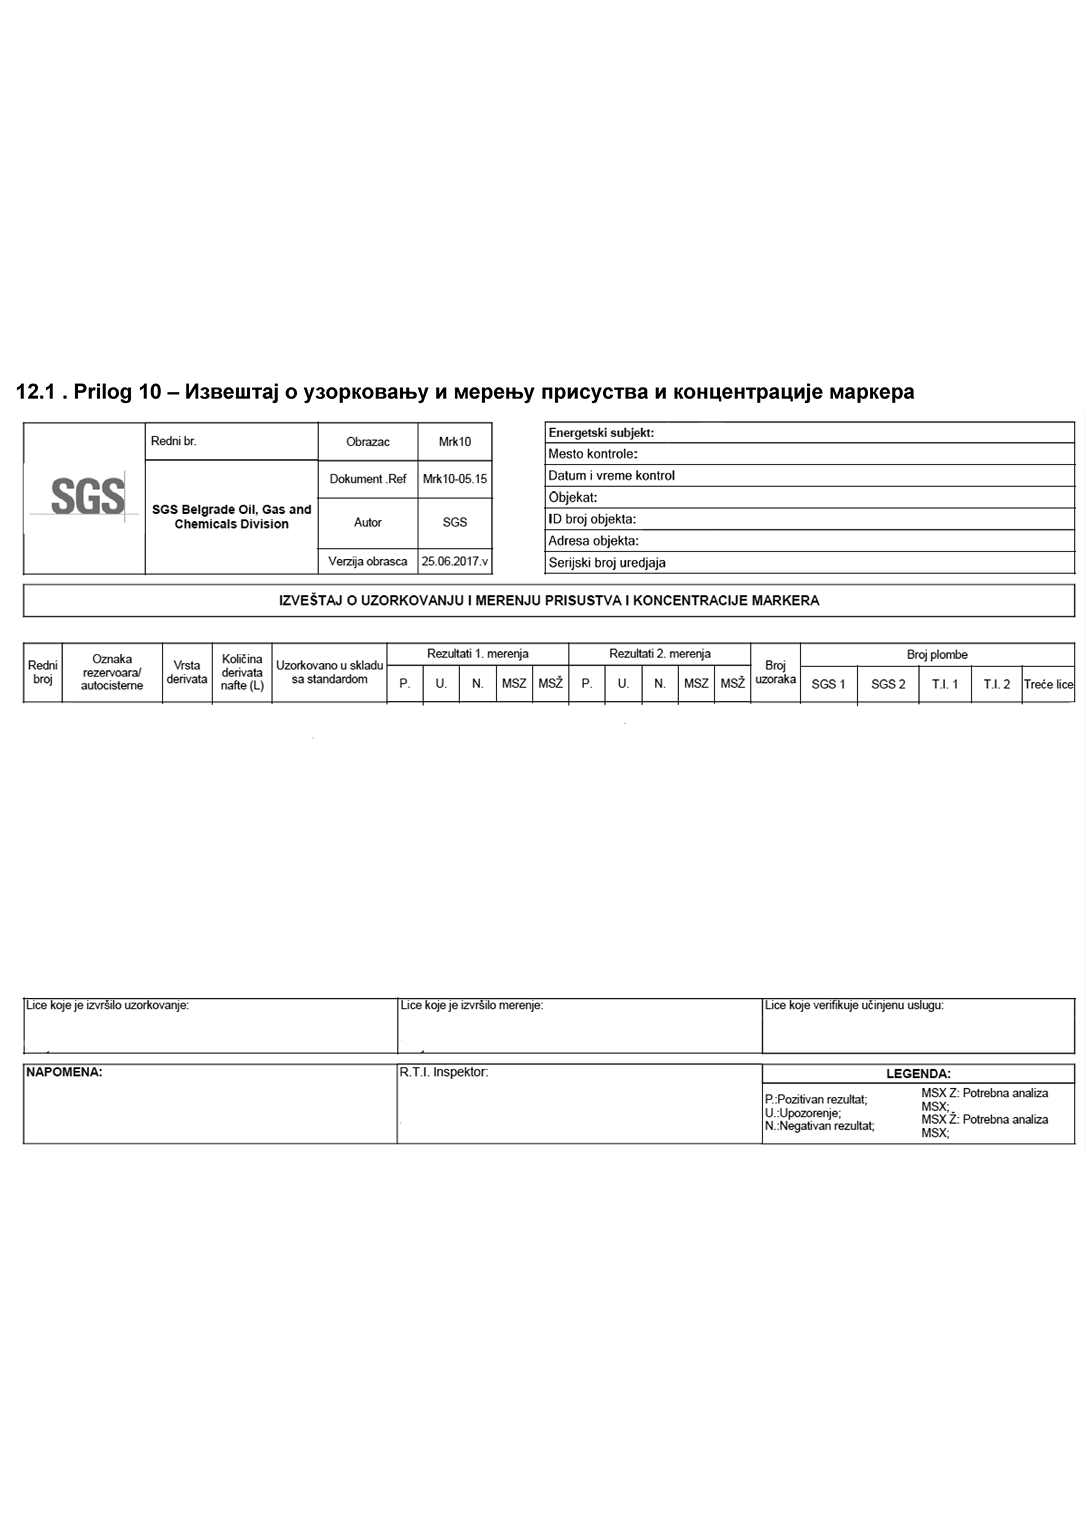 12.1 . Prilog 10 – Извештај о узорковању и мерењу присуства и концентрације маркера
SGS
Redni br.
Obrazac
Mrk10
SGS Belgrade Oil, Gas and
Chemicals Division
Dokument .Ref
Mrk10-05.15
Autor
SGS
Verzija obrasca
25.06.2017.v
Energetski subjekt:
Mesto kontrole:
Datum i vreme kontrol
Objekat:
ID broj objekta:
Adresa objekta:
Serijski broj uredjaja
IZVEŠTAJ O UZORKOVANJU I MERENJU PRISUSTVA I KONCENTRACIJE MARKERA
Redni
broj
Oznaka
rezervoara/
autocisterne
Vrsta
derivata
Količina
derivata
nafte (L)
Uzorkovano u skladu
sa standardom
Rezultati 1. merenja
P. U. N. MSZ MSŽ
Rezultati 2. merenja
P. U. N. MSZ MSŽ
Broj
uzoraka
Broj plombe
SGS 1 SGS 2 T.I. 1 T.I. 2 Treće lice
Lice koje je izvršilo uzorkovanje:
Lice koje je izvršilo merenje:
Lice koje verifikuje učinjenu uslugu:
NAPOMENA:
R.T.I. Inspektor:
LEGENDA:
P.:Pozitivan rezultat;
U.:Upozorenje;
N.:Negativan rezultat;
MSX Z: Potrebna analiza
MSX;
MSX Ž: Potrebna analiza
MSX;